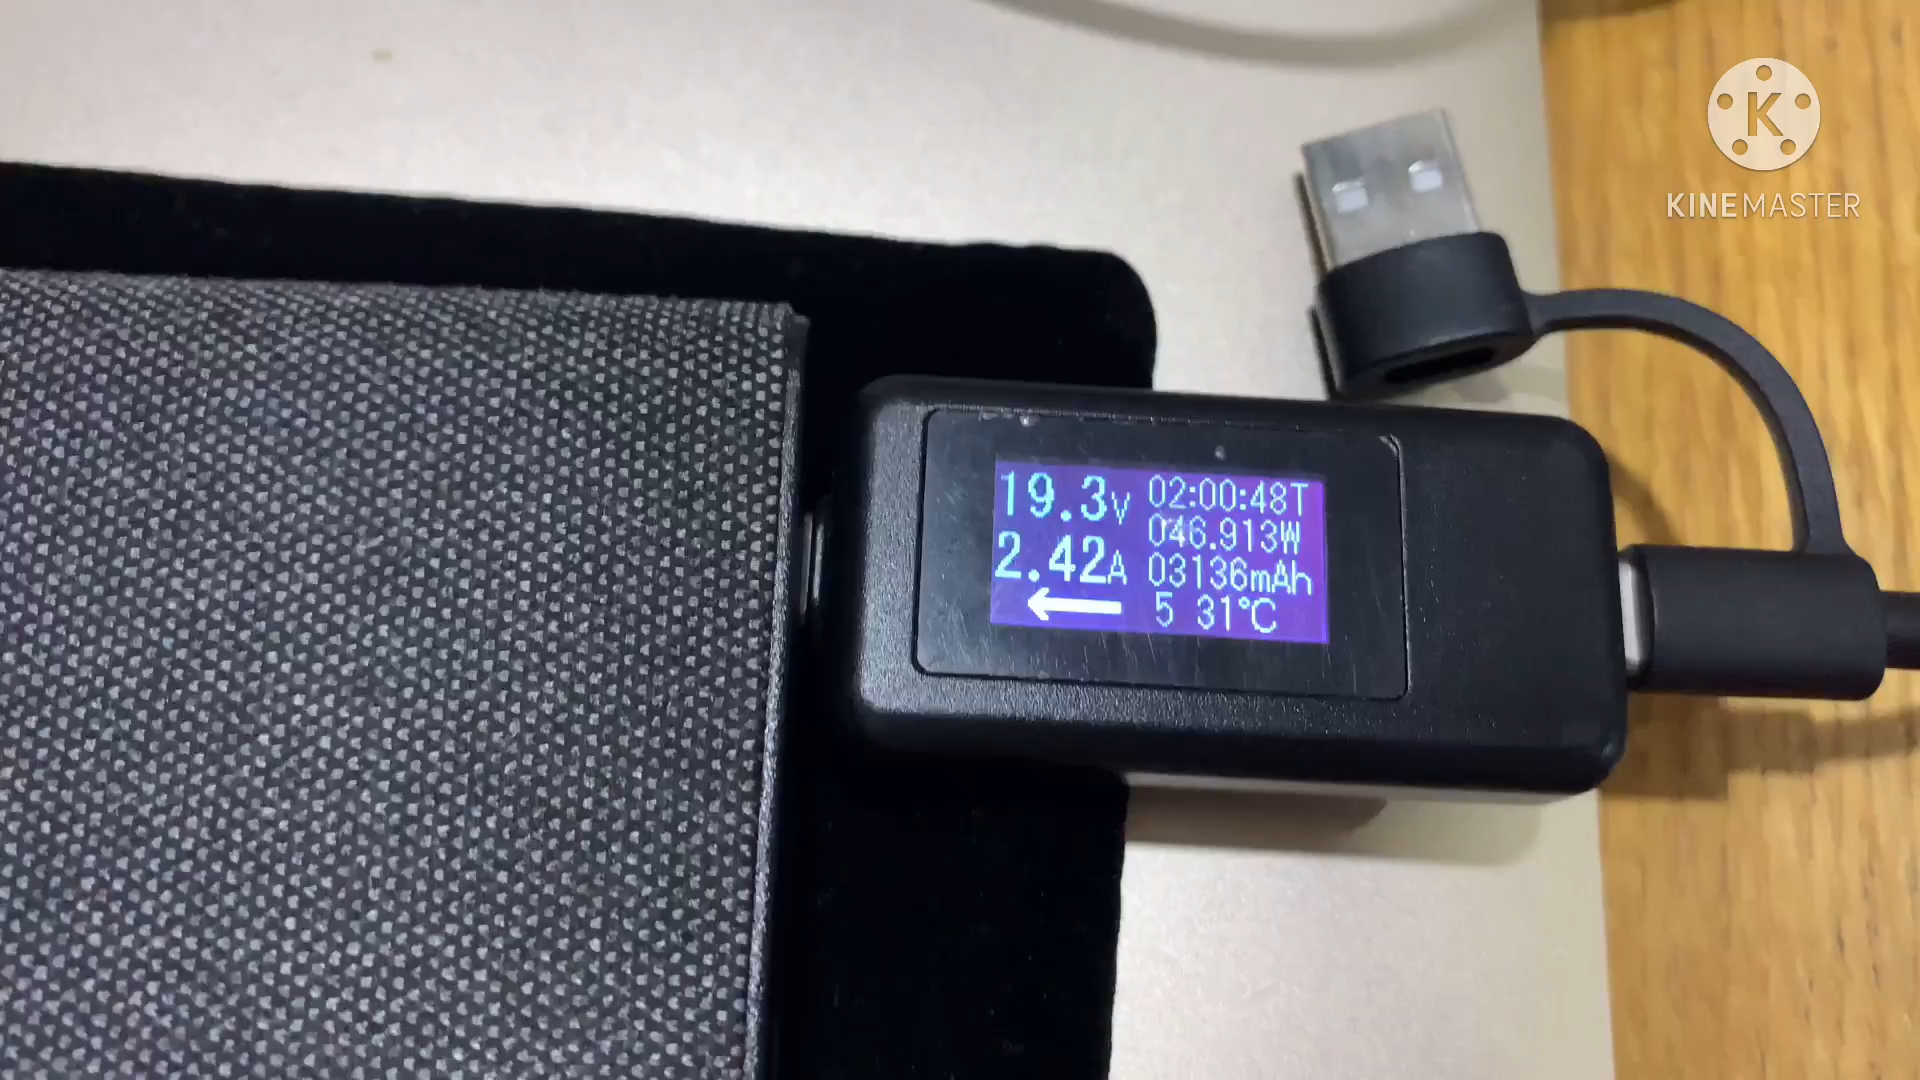 K
KINEMASTER
19.3V
2.42A
←
02:00:48T
046.913W
03136mAh
5 31℃